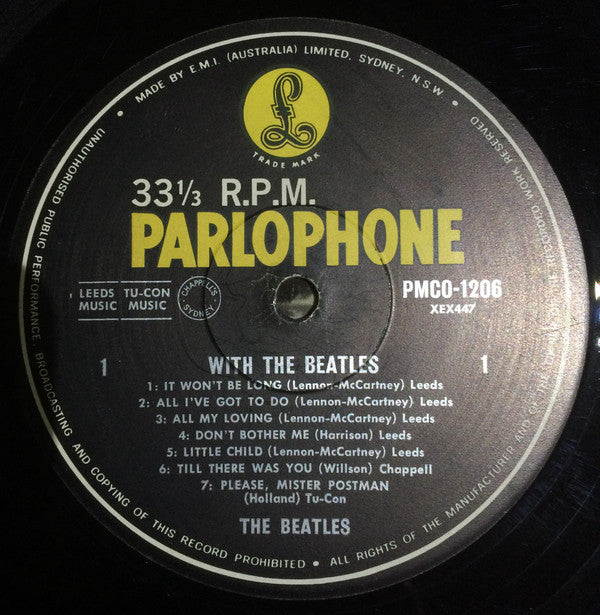 MADE BY E.M.I. (AUSTRALIA) LIMITED, SYDNEY, N.S.W. •
£
TRADE MARK
33⅓ R.P.M.
PARLOPHONE
LEEDS MUSIC
TU-CON MUSIC
CHAPPELL'S • SYDNEY
PMCO-1206
XEX447
1
WITH THE BEATLES
1
1: IT WON'T BE LONG (Lennon-McCartney) Leeds
2: ALL I'VE GOT TO DO (Lennon-McCartney) Leeds
3: ALL MY LOVING (Lennon-McCartney) Leeds
4: DON'T BOTHER ME (Harrison) Leeds
5: LITTLE CHILD (Lennon-McCartney) Leeds
6: TILL THERE WAS YOU (Willson) Chappell
7: PLEASE, MISTER POSTMAN
(Holland) Tu-Con
THE BEATLES
• UNAUTHORISED PUBLIC PERFORMANCE, BROADCASTING AND COPYING OF THIS RECORD PROHIBITED •
ALL RIGHTS OF THE MANUFACTURER AND OF THE OWNER OF THE RECORDED WORK RESERVED •